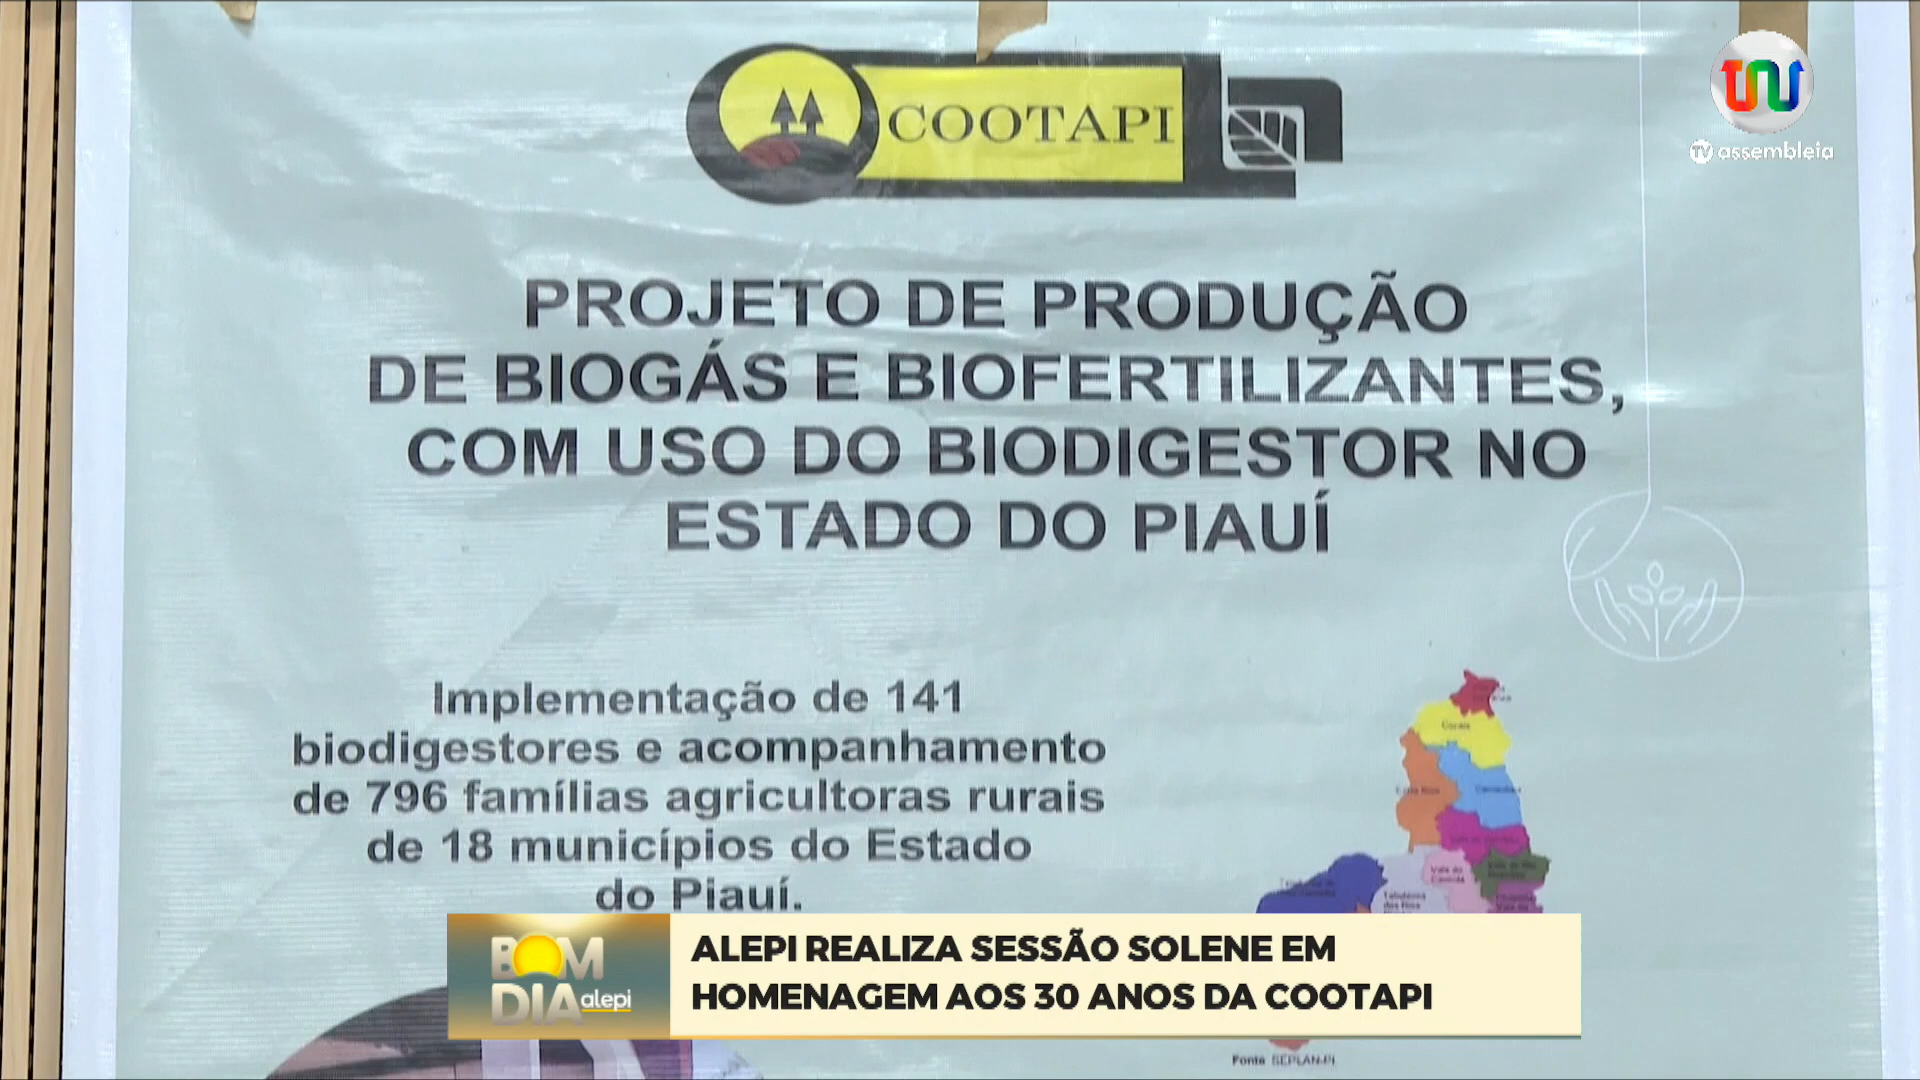 COOTAPI
TV assembleia
PROJETO DE PRODUÇÃO
DE BIOGÁS E BIOFERTILIZANTES,
COM USO DO BIODIGESTOR NO
ESTADO DO PIAUÍ
Implementação de 141
biodigestores e acompanhamento
de 796 famílias agricultoras rurais
de 18 municípios do Estado
do Piauí.
Cocais
BOM
DIA alepi
ALEPI REALIZA SESSÃO SOLENE EM
HOMENAGEM AOS 30 ANOS DA COOTAPI
Fonte SEPLAN-PI